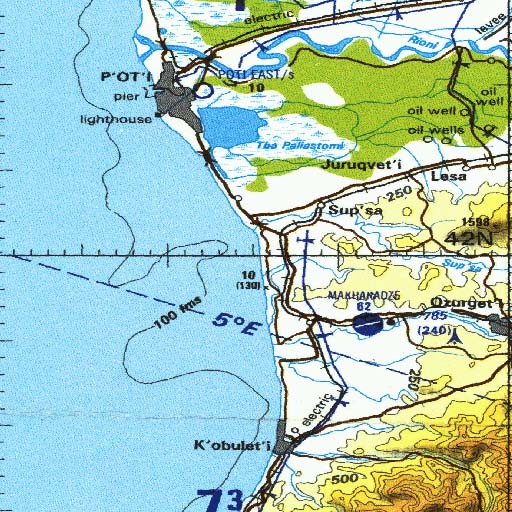 electric
levee
Rioni
P'OT'I
POTI EAST/s
10
pier
oil well
lighthouse
oil well
oil wells
Tba Paliastomi
Juruqvet'i
Lesa
250
Sup'sa
1598
42N
Sup'sa
10
(130)
MAKHARADZE
62
Ozurget'i
785
(240)
100 fms
5°E
250
electric
K'obulet'i
500
73